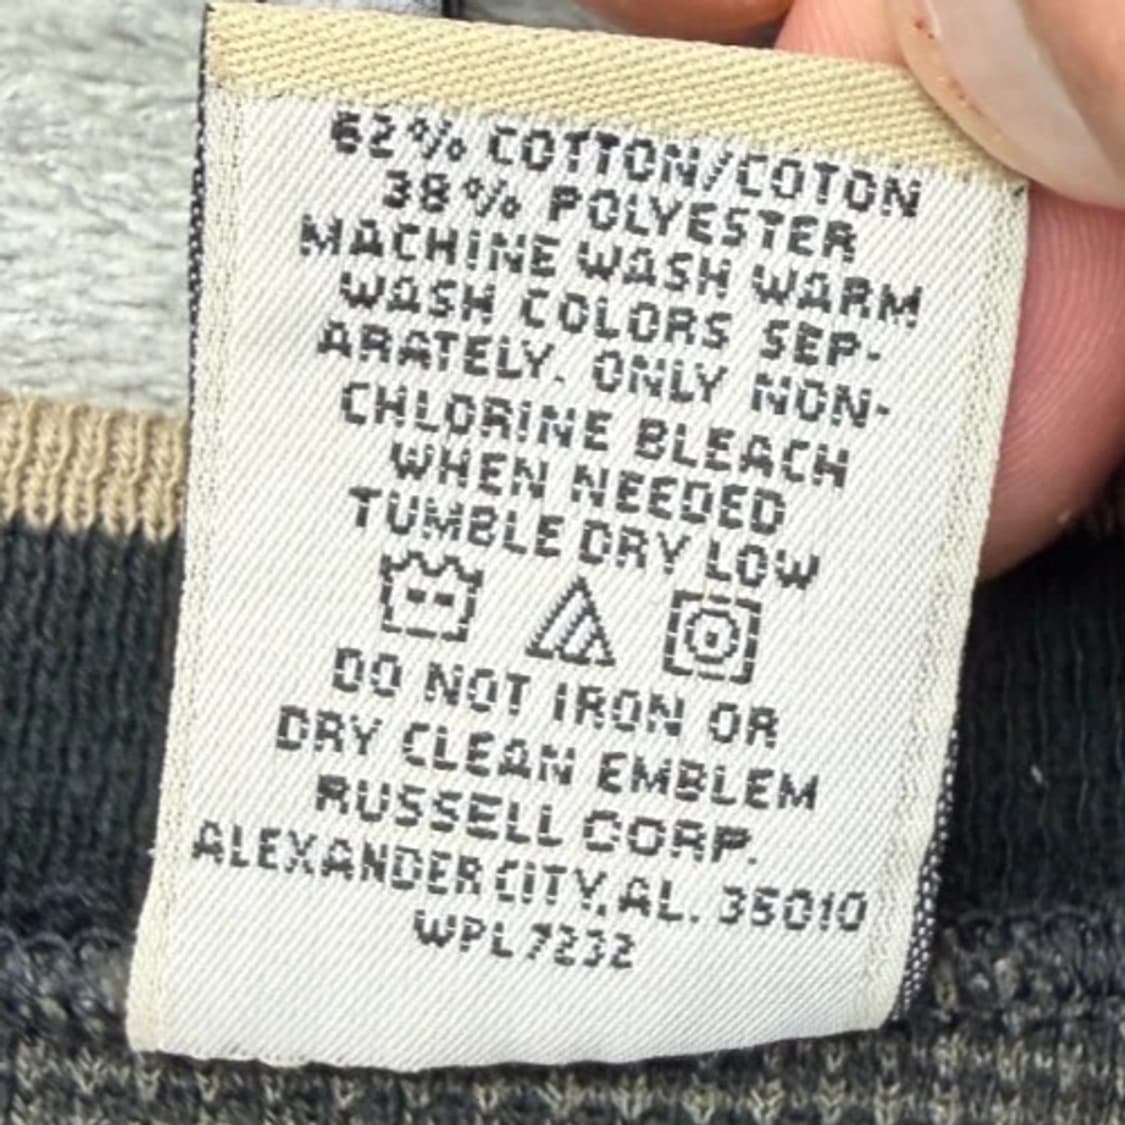 62% COTTON/COTON
38% POLYESTER
MACHINE WASH WARM
WASH COLORS SEP-
ARATELY. ONLY NON-
CHLORINE BLEACH
WHEN NEEDED
TUMBLE DRY LOW
DO NOT IRON OR
DRY CLEAN EMBLEM
RUSSELL CORP.
ALEXANDER CITY, AL. 35010
WPL 7232